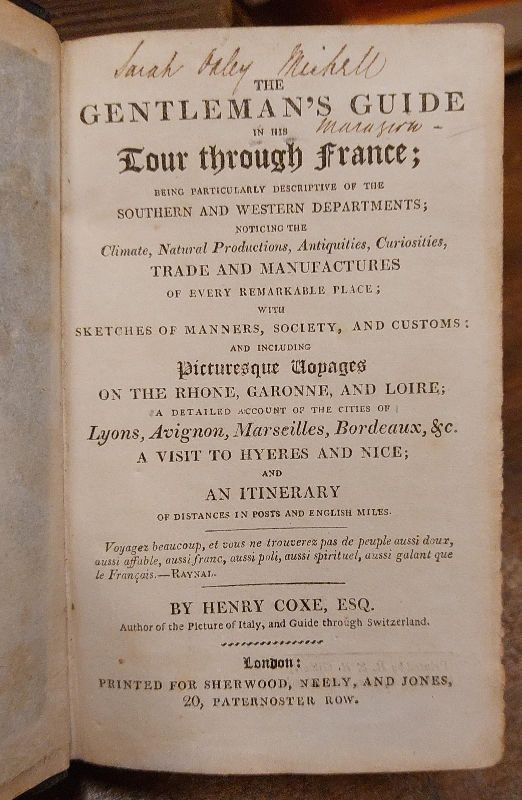 Sarah Oxley Michell
THE
GENTLEMAN'S GUIDE
IN HIS
Marazion -
Tour through France;
BEING PARTICULARLY DESCRIPTIVE OF THE
SOUTHERN AND WESTERN DEPARTMENTS;
NOTICING THE
Climate, Natural Productions, Antiquities, Curiosities,
TRADE AND MANUFACTURES
OF EVERY REMARKABLE PLACE;
WITH
SKETCHES OF MANNERS, SOCIETY, AND CUSTOMS:
AND INCLUDING
Picturesque Voyages
ON THE RHONE, GARONNE, AND LOIRE;
A DETAILED ACCOUNT OF THE CITIES OF
Lyons, Avignon, Marseilles, Bordeaux, &c.
A VISIT TO HYERES AND NICE;
AND
AN ITINERARY
OF DISTANCES IN POSTS AND ENGLISH MILES.
Voyagez beaucoup, et vous ne trouverez pas de peuple aussi doux,
aussi affable, aussi franc, aussi poli, aussi spirituel, aussi galant que
le Français.—RAYNAL.
BY HENRY COXE, ESQ.
Author of the Picture of Italy, and Guide through Switzerland.
London:
PRINTED FOR SHERWOOD, NEELY, AND JONES,
20, PATERNOSTER ROW.